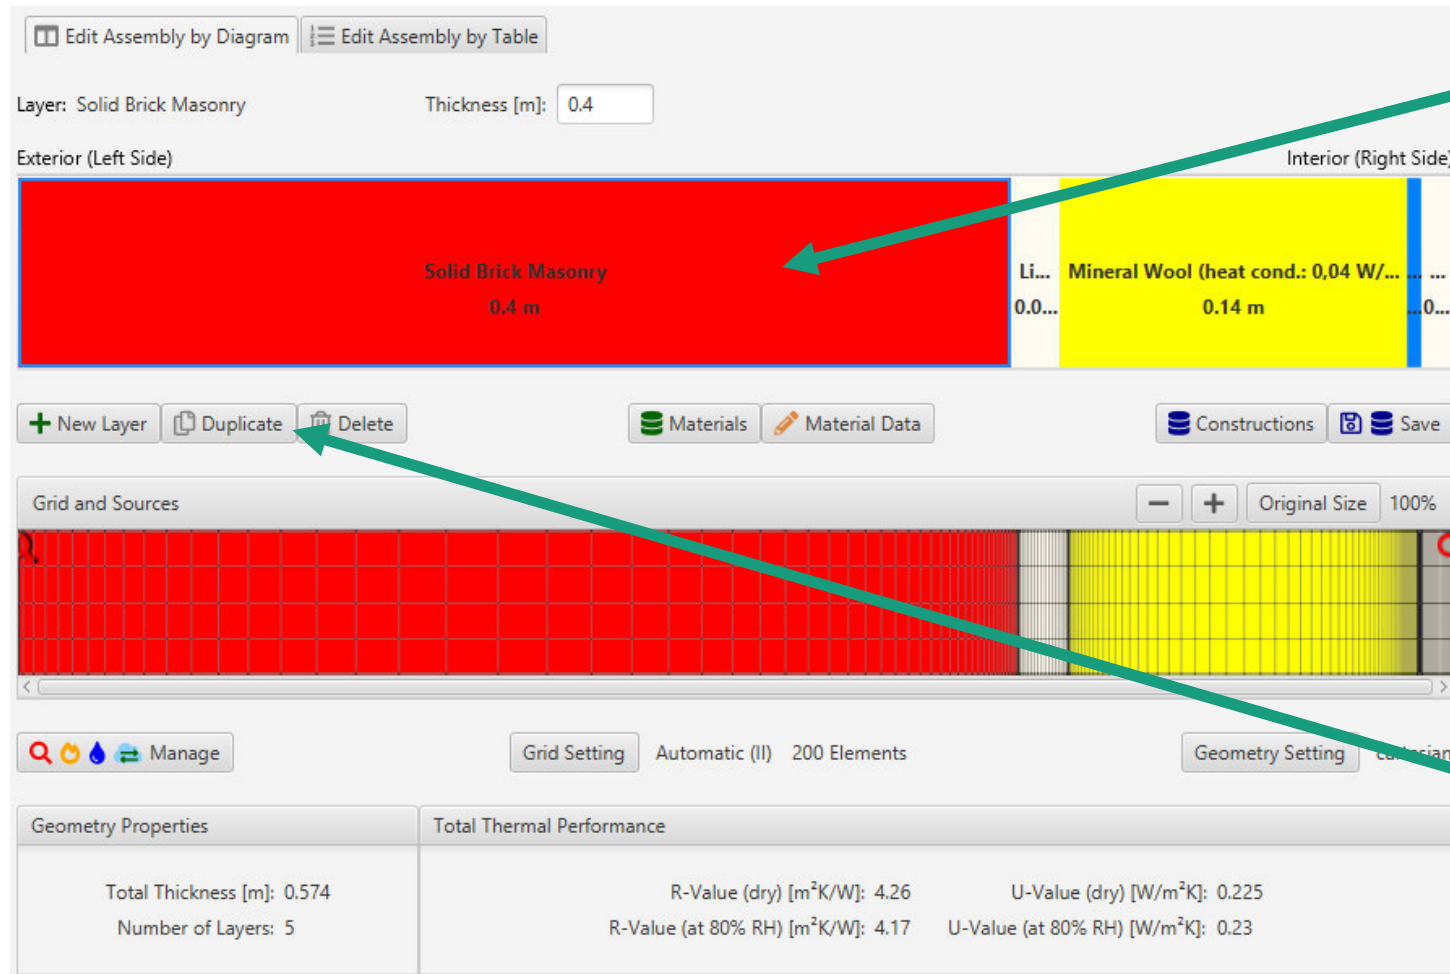 Edit Assembly by Diagram Edit Assembly by Table
Layer: Solid Brick Masonry Thickness [m]: 0.4
Exterior (Left Side) Interior (Right Side)
Solid Brick Masonry Li... Mineral Wool (heat cond.: 0,04 W/... ... ...
0.4 m 0.0... 0.14 m ...0...
New Layer Duplicate Delete Materials Material Data Constructions Save
Grid and Sources Original Size 100%
Manage Grid Setting Automatic (II) 200 Elements Geometry Setting
Geometry Properties Total Thermal Performance
Total Thickness [m]: 0.574 R-Value (dry) [m²K/W]: 4.26 U-Value (dry) [W/m²K]: 0.225
Number of Layers: 5 R-Value (at 80% RH) [m²K/W]: 4.17 U-Value (at 80% RH) [W/m²K]: 0.23